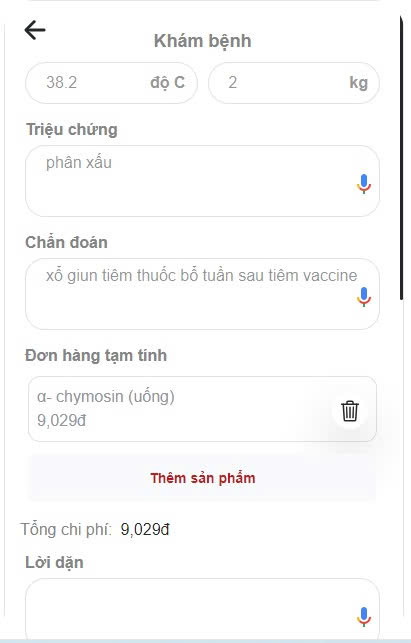 Khám bệnh
38.2 độ C 2 kg
Triệu chứng
phân xấu
Chẩn đoán
xổ giun tiêm thuốc bổ tuần sau tiêm vaccine
Đơn hàng tạm tính
α- chymosin (uống)
9,029đ
Thêm sản phẩm
Tổng chi phí: 9,029đ
Lời dặn